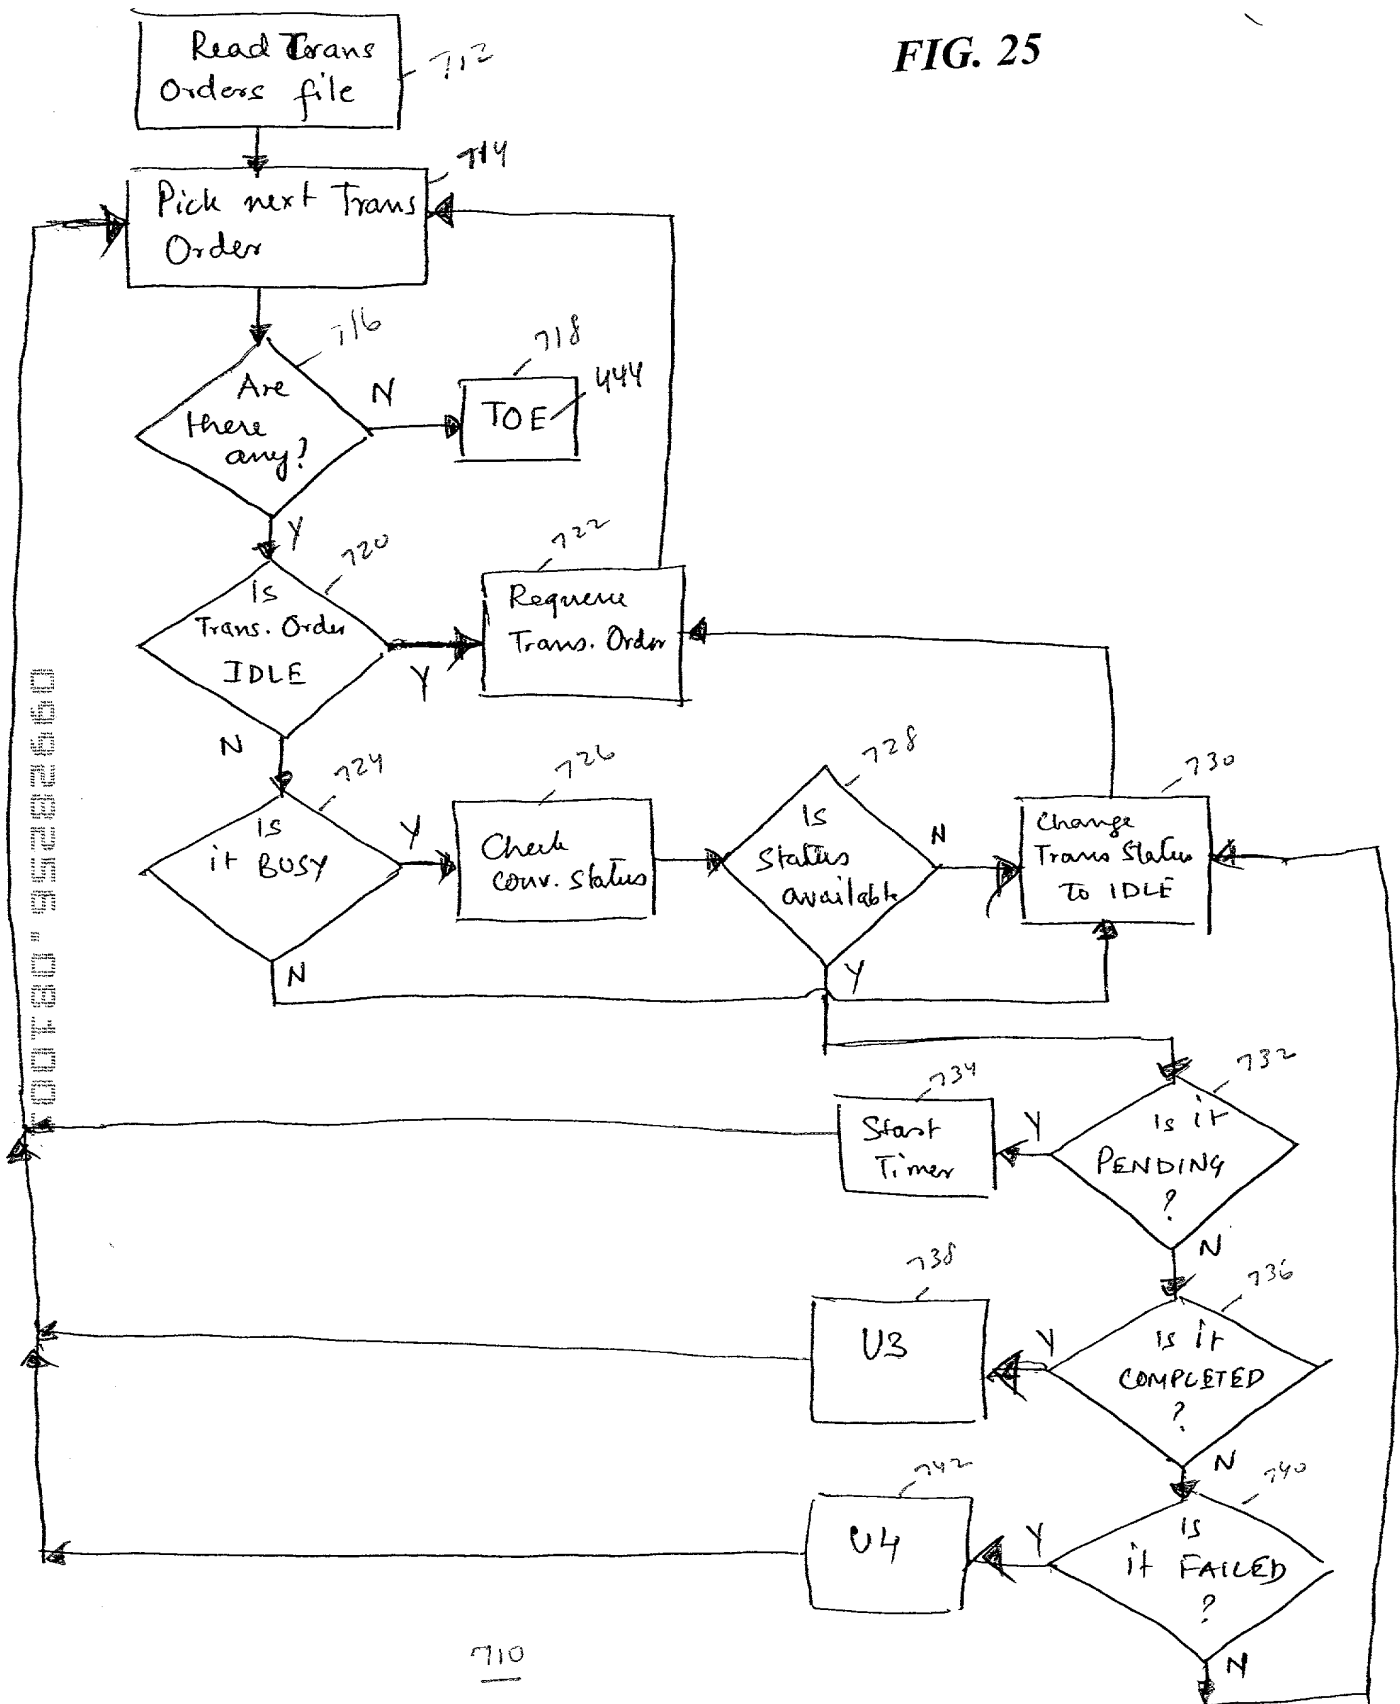 FIG. 25
Read Trans
Orders file
712
714
Pick next Trans
Order
716
Are
there
any?
N
718
TOE
444
Y
720
Is
Trans. Order
IDLE
Y
722
Requeue
Trans. Order
N
724
Is
it BUSY
Y
726
Check
conv. status
728
Is
Status
available
N
730
Change
Trans Status
to IDLE
N
Y
732
Is it
PENDING
?
Y
734
Start
Timer
N
736
Is it
COMPLETED
?
Y
738
U3
N
740
Is
it FAILED
?
Y
742
U4
N
710